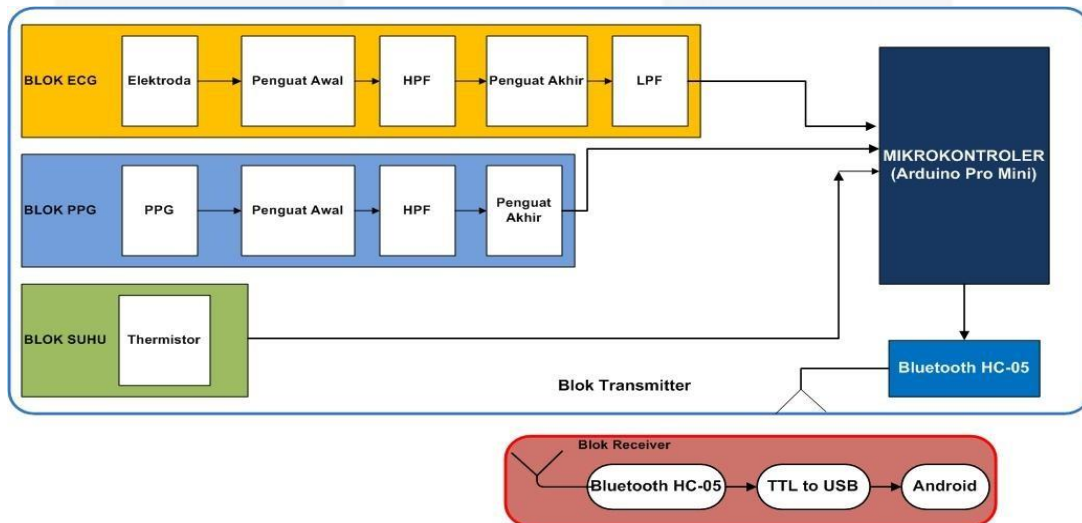 BLOK ECG
Elektroda
Penguat Awal
HPF
Penguat Akhir
LPF
MIKROKONTROLER
(Arduino Pro Mini)
BLOK PPG
PPG
Penguat Awal
HPF
Penguat
Akhir
BLOK SUHU
Thermistor
Bluetooth HC-05
Blok Transmitter
Blok Receiver
Bluetooth HC-05
TTL to USB
Android